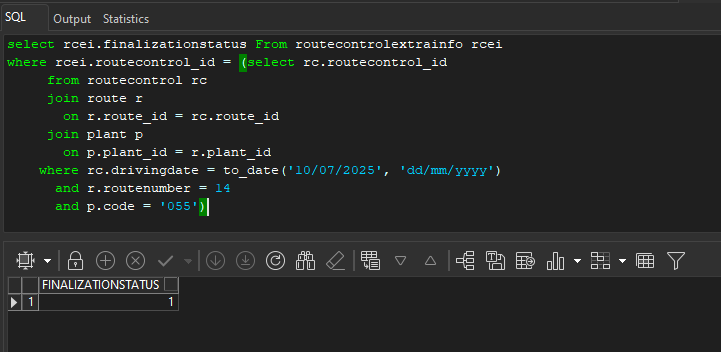 SQL Output Statistics
select rcei.finalizationstatus From routecontrolextrainfo rcei
where rcei.routecontrol_id = (select rc.routecontrol_id
from routecontrol rc
join route r
on r.route_id = rc.route_id
join plant p
on p.plant_id = r.plant_id
where rc.drivingdate = to_date('10/07/2025', 'dd/mm/yyyy')
and r.routenumber = 14
and p.code = '055')
FINALIZATIONSTATUS
1 1